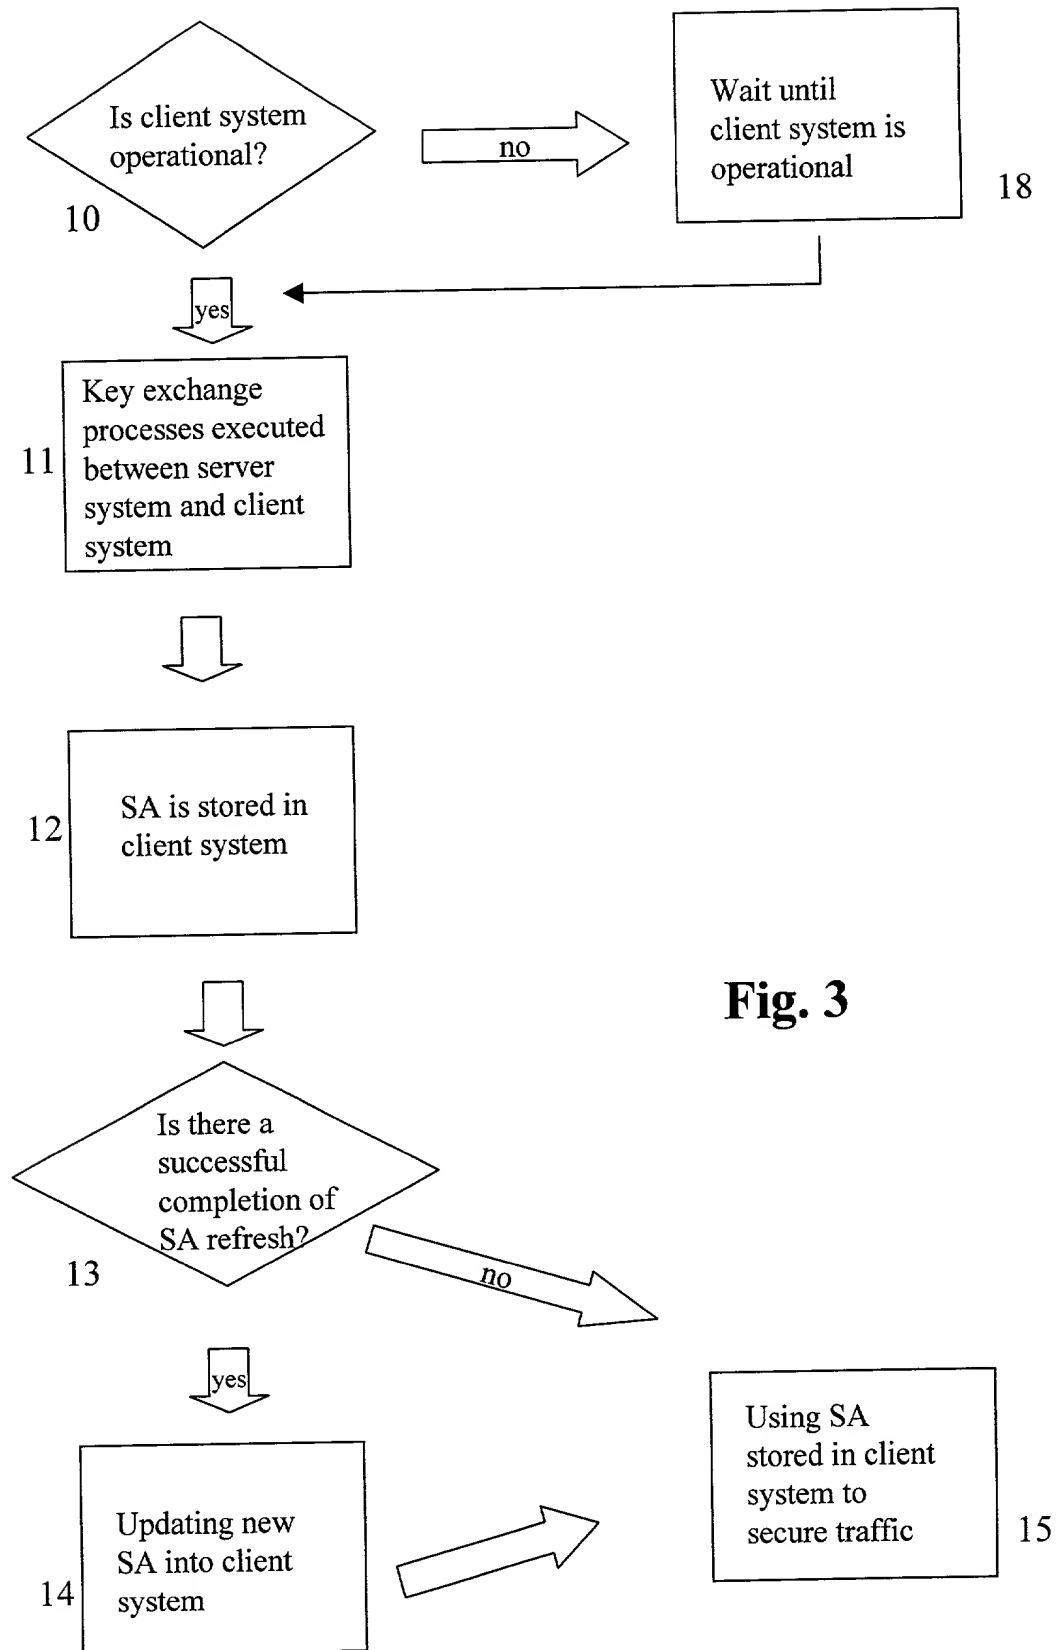 Is client system
operational?
10
no
Wait until
client system is
operational
18
yes
Key exchange
processes executed
between server
system and client
system
11
SA is stored in
client system
12
Fig. 3
Is there a
successful
completion of
SA refresh?
13
no
yes
Updating new
SA into client
system
14
Using SA
stored in client
system to
secure traffic
15